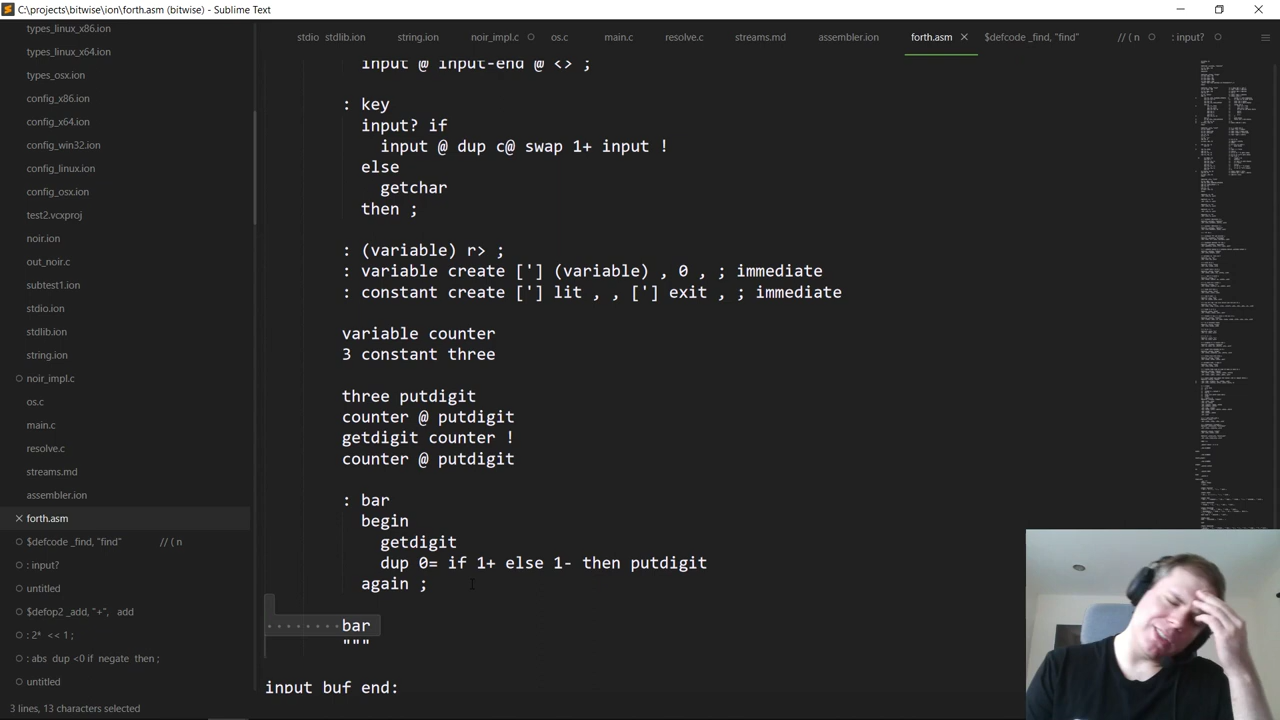 C:\projects\bitwise\ion\forth.asm (bitwise) - Sublime Text
types_linux_x86.ion
types_linux_x64.ion
types_osx.ion
config_x86.ion
config_x64.ion
config_win32.ion
config_linux.ion
config_osx.ion
test2.vcxproj
noir.ion
out_noir.c
subtest1.ion
stdio.ion
stdlib.ion
string.ion
noir_impl.c
os.c
main.c
resolve.c
streams.md
assembler.ion
forth.asm
$defcode _find, "find" // ( n
: input?
untitled
$defop2 _add, "+", add
: 2* << 1 ;
: abs dup <0 if negate then ;
untitled
stdio stdlib.ion string.ion noir_impl.c os.c main.c resolve.c streams.md assembler.ion forth.asm $defcode _find, "find" // ( n : input?
input @ input-end @ <> ;
: key
input? if
input @ dup c@ swap 1+ input !
else
getchar
then ;
: (variable) r> ;
: variable create ['] (variable) , 0 , ; immediate
: constant create ['] lit , , ['] exit , ; immediate
variable counter
3 constant three
three putdigit
counter @ putdigit
getdigit counter !
counter @ putdigit
: bar
begin
getdigit
dup 0= if 1+ else 1- then putdigit
again ;
bar
"""
input_buf_end:
3 lines, 13 characters selected